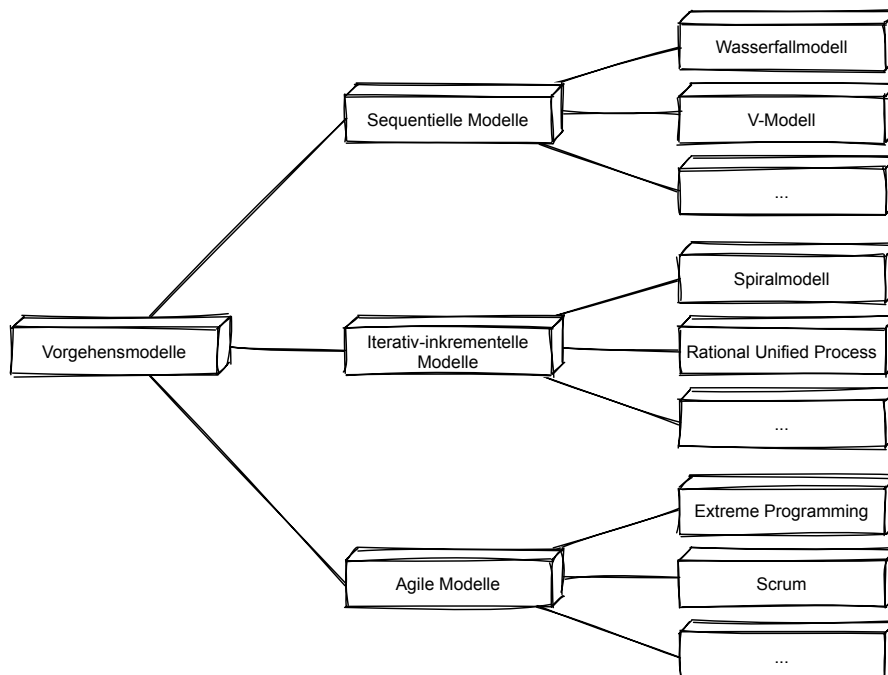 Wasserfallmodell
Sequentielle Modelle
V-Modell
...
Spiralmodell
Vorgehensmodelle
Iterativ-inkrementelle
Modelle
Rational Unified Process
...
Extreme Programming
Agile Modelle
Scrum
...